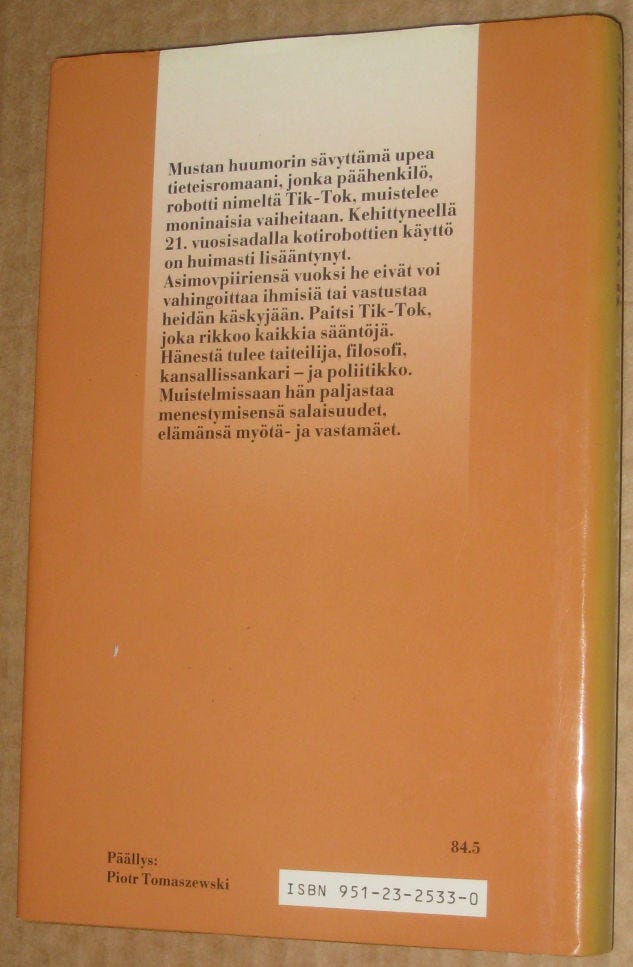 Mustan huumorin sävyttämä upea
tieteisromaani, jonka päähenkilö,
robotti nimeltä Tik-Tok, muistelee
moninaisia vaiheitaan. Kehittyneellä
21. vuosisadalla kotirobottien käyttö
on huimasti lisääntynyt.
Asimovpiiriensä vuoksi he eivät voi
vahingoittaa ihmisiä tai vastustaa
heidän käskyjään. Paitsi Tik-Tok,
joka rikkoo kaikkia sääntöjä.
Hänestä tulee taiteilija, filosofi,
kansallissankari – ja poliitikko.
Muistelmissaan hän paljastaa
menestymisensä salaisuudet,
elämänsä myötä- ja vastamäet.
84.5
Päällys:
Piotr Tomaszewski
ISBN 951-23-2533-0